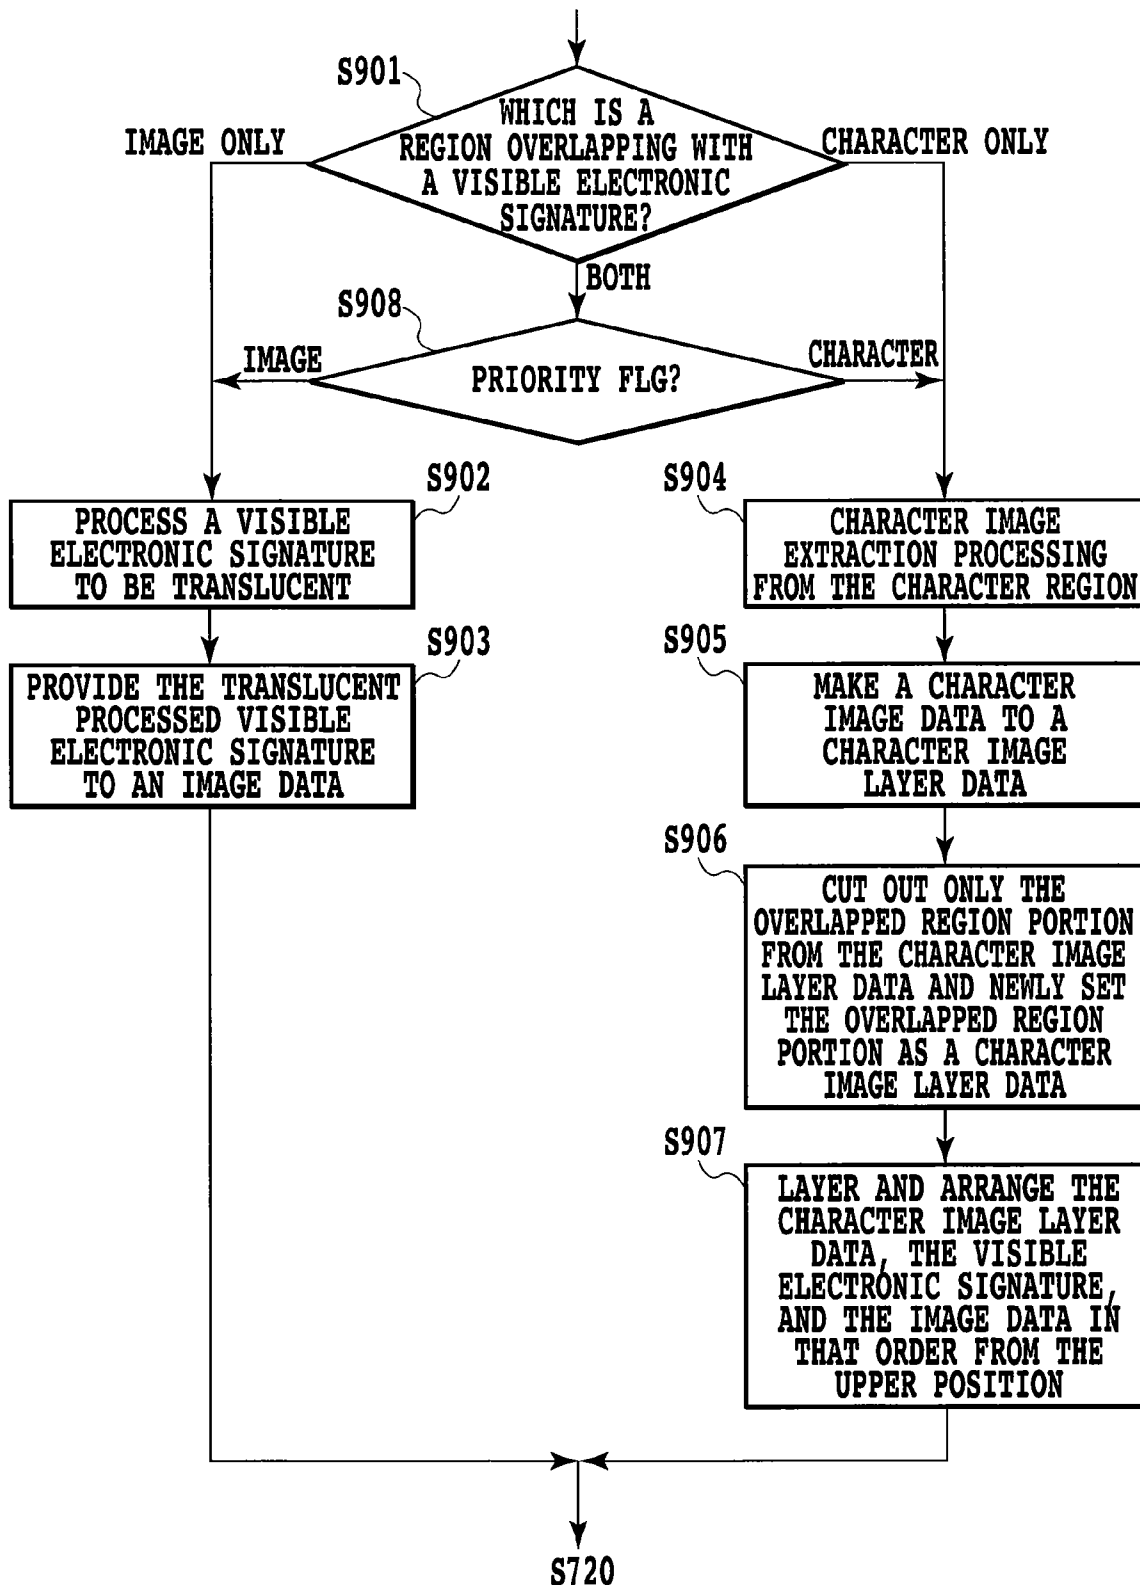 S901
WHICH IS A
REGION OVERLAPPING WITH
A VISIBLE ELECTRONIC
SIGNATURE?
IMAGE ONLY
CHARACTER ONLY
BOTH
S908
PRIORITY FLG?
IMAGE
CHARACTER
S902
PROCESS A VISIBLE
ELECTRONIC SIGNATURE
TO BE TRANSLUCENT
S903
PROVIDE THE TRANSLUCENT
PROCESSED VISIBLE
ELECTRONIC SIGNATURE
TO AN IMAGE DATA
S904
CHARACTER IMAGE
EXTRACTION PROCESSING
FROM THE CHARACTER REGION
S905
MAKE A CHARACTER
IMAGE DATA TO A
CHARACTER IMAGE
LAYER DATA
S906
CUT OUT ONLY THE
OVERLAPPED REGION PORTION
FROM THE CHARACTER IMAGE
LAYER DATA AND NEWLY SET
THE OVERLAPPED REGION
PORTION AS A CHARACTER
IMAGE LAYER DATA
S907
LAYER AND ARRANGE THE
CHARACTER IMAGE LAYER
DATA, THE VISIBLE
ELECTRONIC SIGNATURE,
AND THE IMAGE DATA IN
THAT ORDER FROM THE
UPPER POSITION
S720